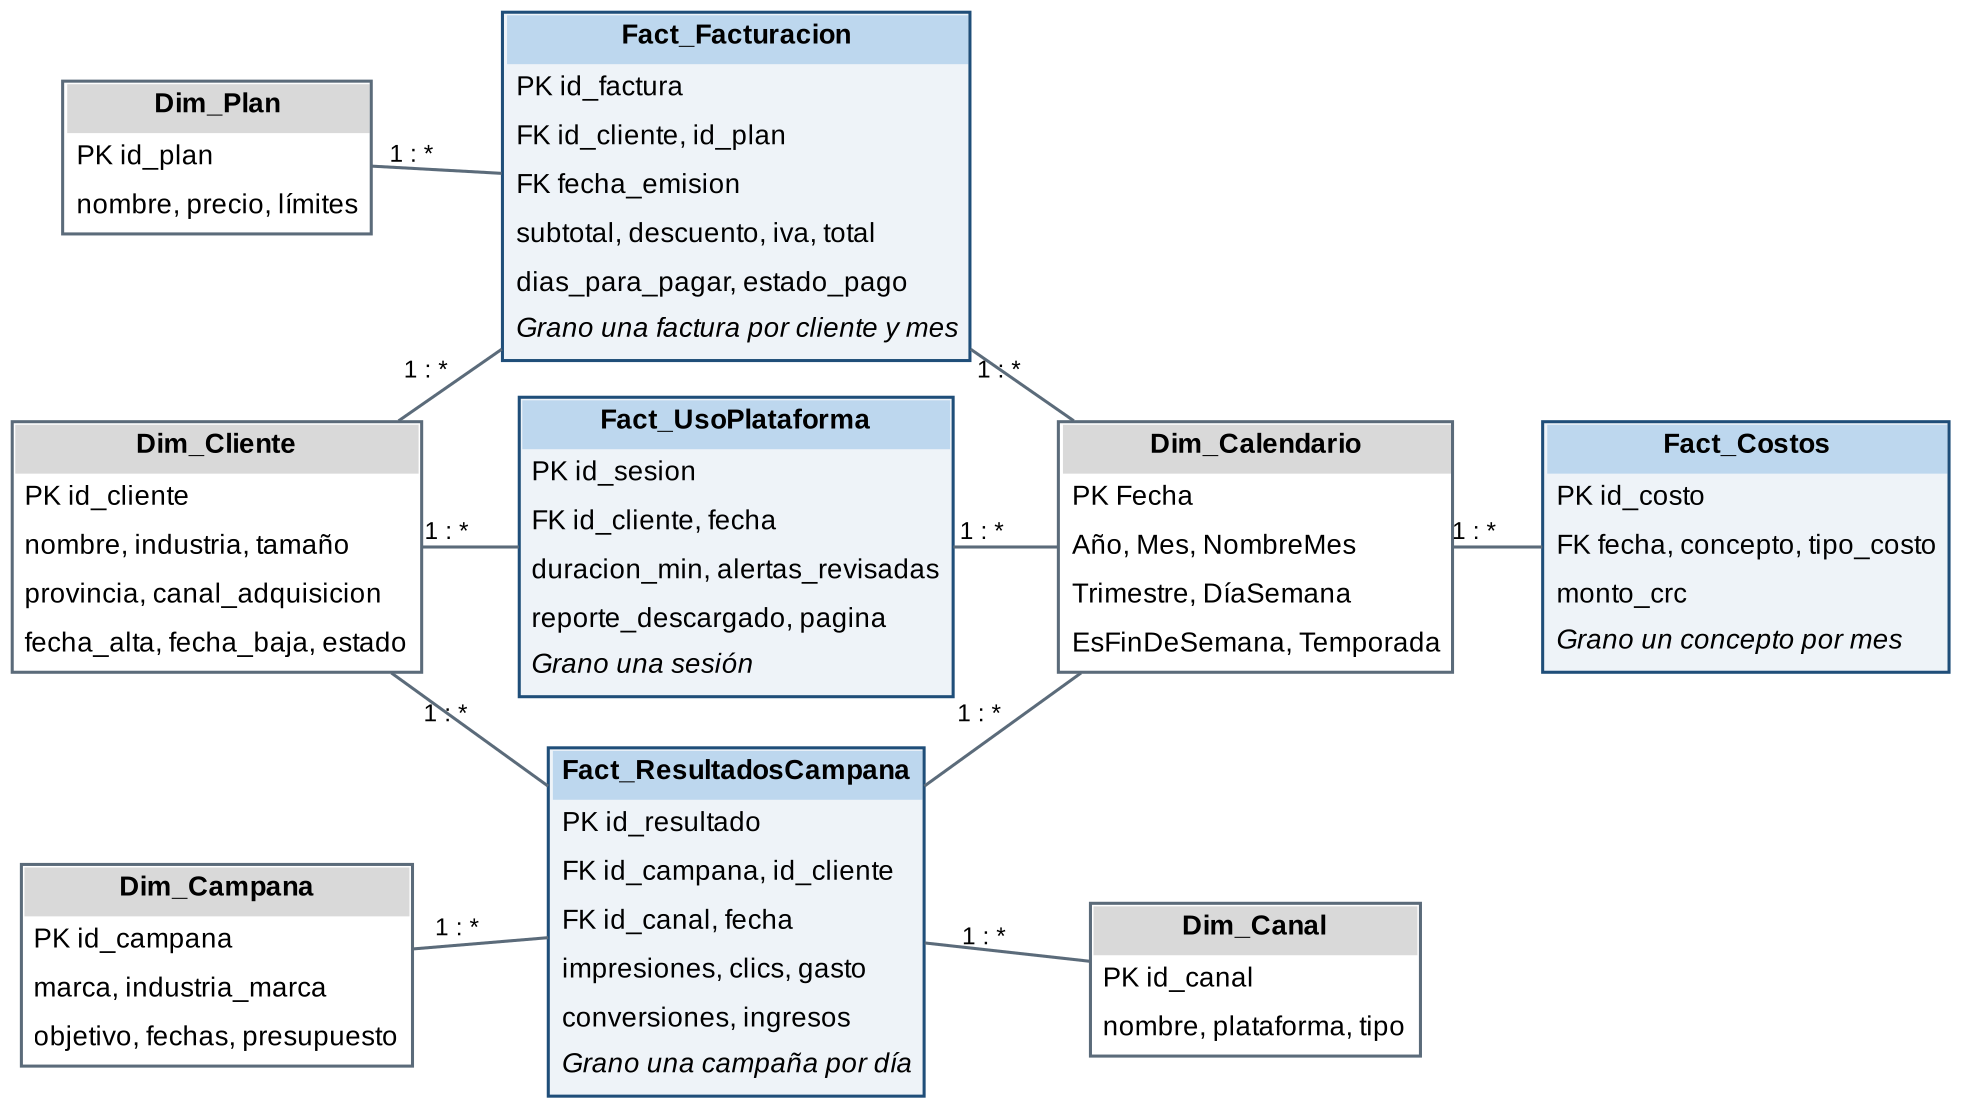 Fact_Facturacion
PK id_factura
FK id_cliente, id_plan
FK fecha_emision
subtotal, descuento, iva, total
dias_para_pagar, estado_pago
Grano una factura por cliente y mes
Dim_Plan
PK id_plan
nombre, precio, límites
1 : *
1 : *
1 : *
Dim_Cliente
PK id_cliente
nombre, industria, tamaño
provincia, canal_adquisicion
fecha_alta, fecha_baja, estado
1 : *
Fact_UsoPlataforma
PK id_sesion
FK id_cliente, fecha
duracion_min, alertas_revisadas
reporte_descargado, pagina
Grano una sesión
1 : *
Dim_Calendario
PK Fecha
Año, Mes, NombreMes
Trimestre, DíaSemana
EsFinDeSemana, Temporada
1 : *
Fact_Costos
PK id_costo
FK fecha, concepto, tipo_costo
monto_crc
Grano un concepto por mes
1 : *
1 : *
Fact_ResultadosCampana
PK id_resultado
FK id_campana, id_cliente
FK id_canal, fecha
impresiones, clics, gasto
conversiones, ingresos
Grano una campaña por día
Dim_Campana
PK id_campana
marca, industria_marca
objetivo, fechas, presupuesto
1 : *
1 : *
Dim_Canal
PK id_canal
nombre, plataforma, tipo